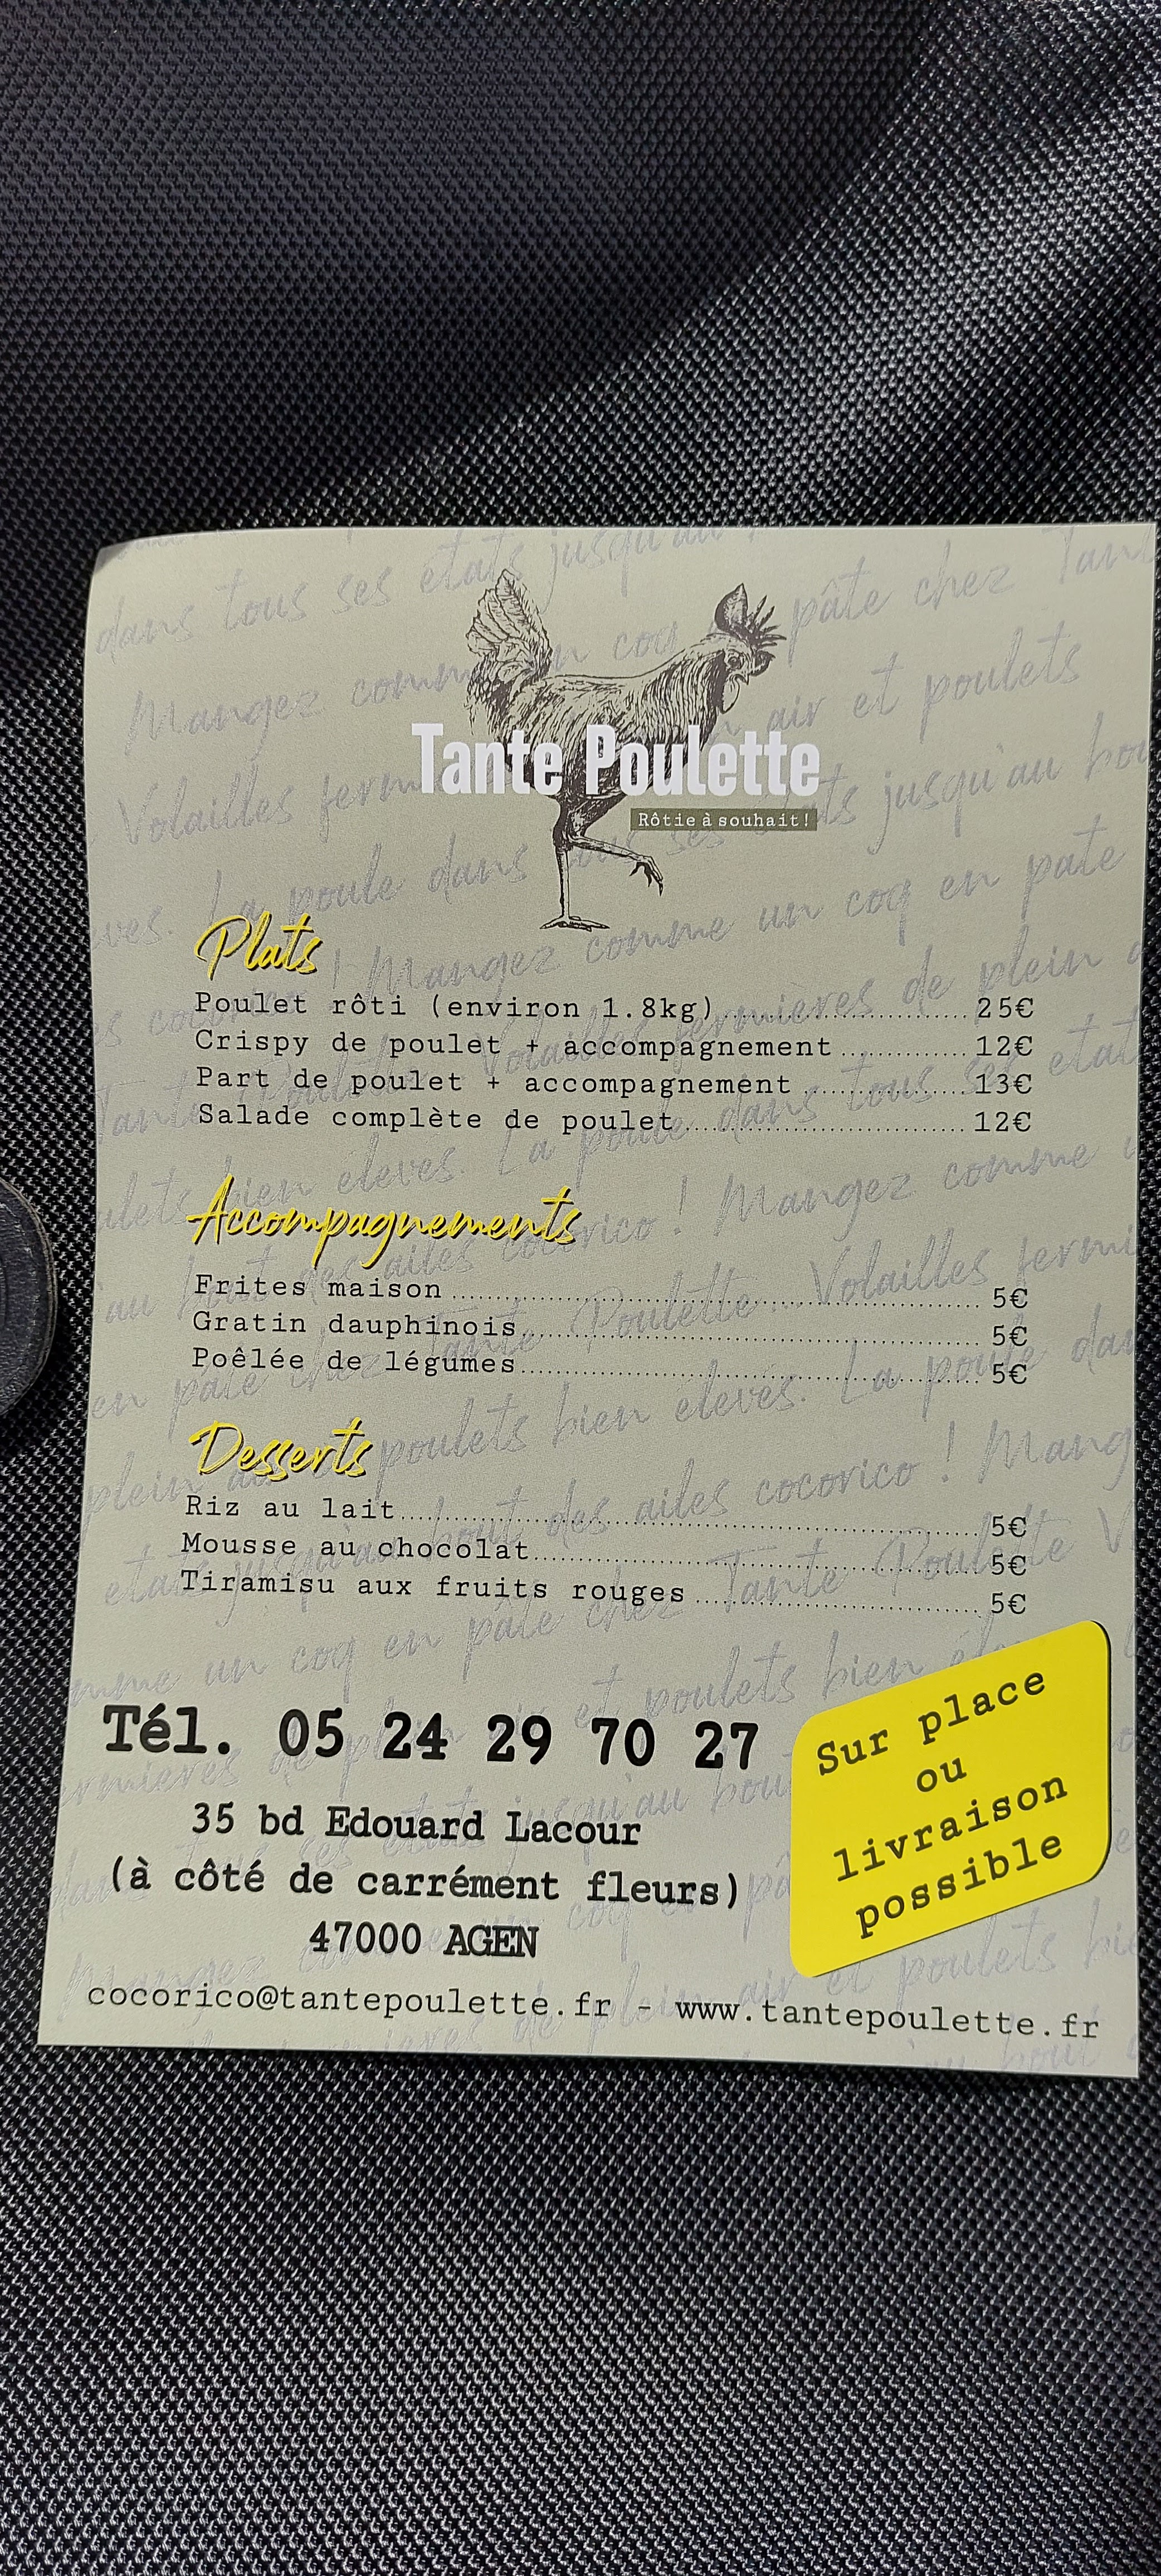 Tante Poulette
Rôtie à souhait!
Plats
Poulet rôti (environ 1.8kg) 25€
Crispy de poulet + accompagnement 12€
Part de poulet + accompagnement 13€
Salade complète de poulet 12€
Accompagnements
Frites maison 5€
Gratin dauphinois 5€
Poêlée de légumes 5€
Desserts
Riz au lait 5€
Mousse au chocolat 5€
Tiramisu aux fruits rouges 5€
Tél. 05 24 29 70 27
35 bd Edouard Lacour
(à côté de carrément fleurs)
47000 AGEN
Sur place
ou
livraison
possible
cocorico@tantepoulette.fr - www.tantepoulette.fr